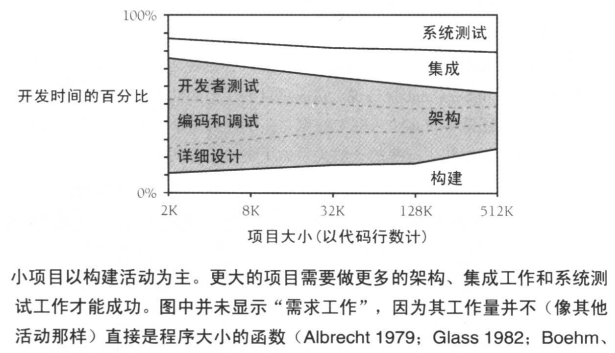 100%
系统测试
集成
开发者测试
开发时间的百分比
编码和调试
架构
详细设计
构建
0%
2K 8K 32K 128K 512K
项目大小(以代码行数计)
小项目以构建活动为主。更大的项目需要做更多的架构、集成工作和系统测
试工作才能成功。图中并未显示“需求工作”,因为其工作量并不(像其他
活动那样)直接是程序大小的函数(Albrecht 1979;Glass 1982;Boehm、